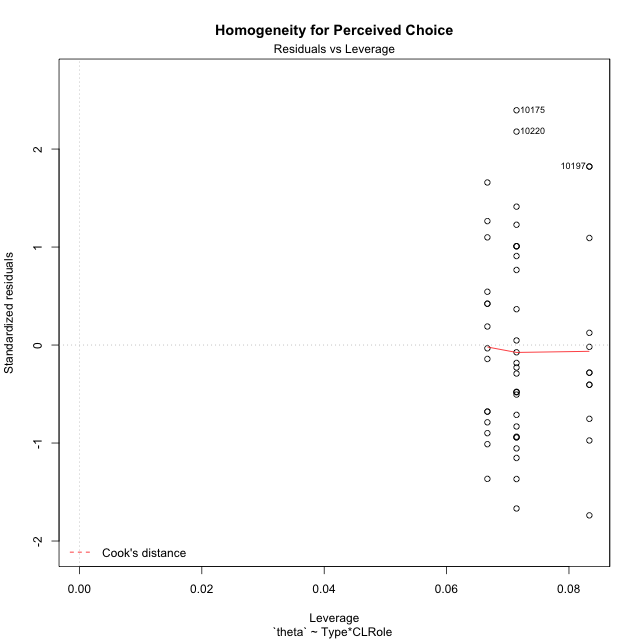 Homogeneity for Perceived Choice
Residuals vs Leverage
10175
10220
10197
Standardized residuals
2
1
0
-1
-2
Cook's distance
0.00 0.02 0.04 0.06 0.08
Leverage
`theta` ~ Type*CLRole